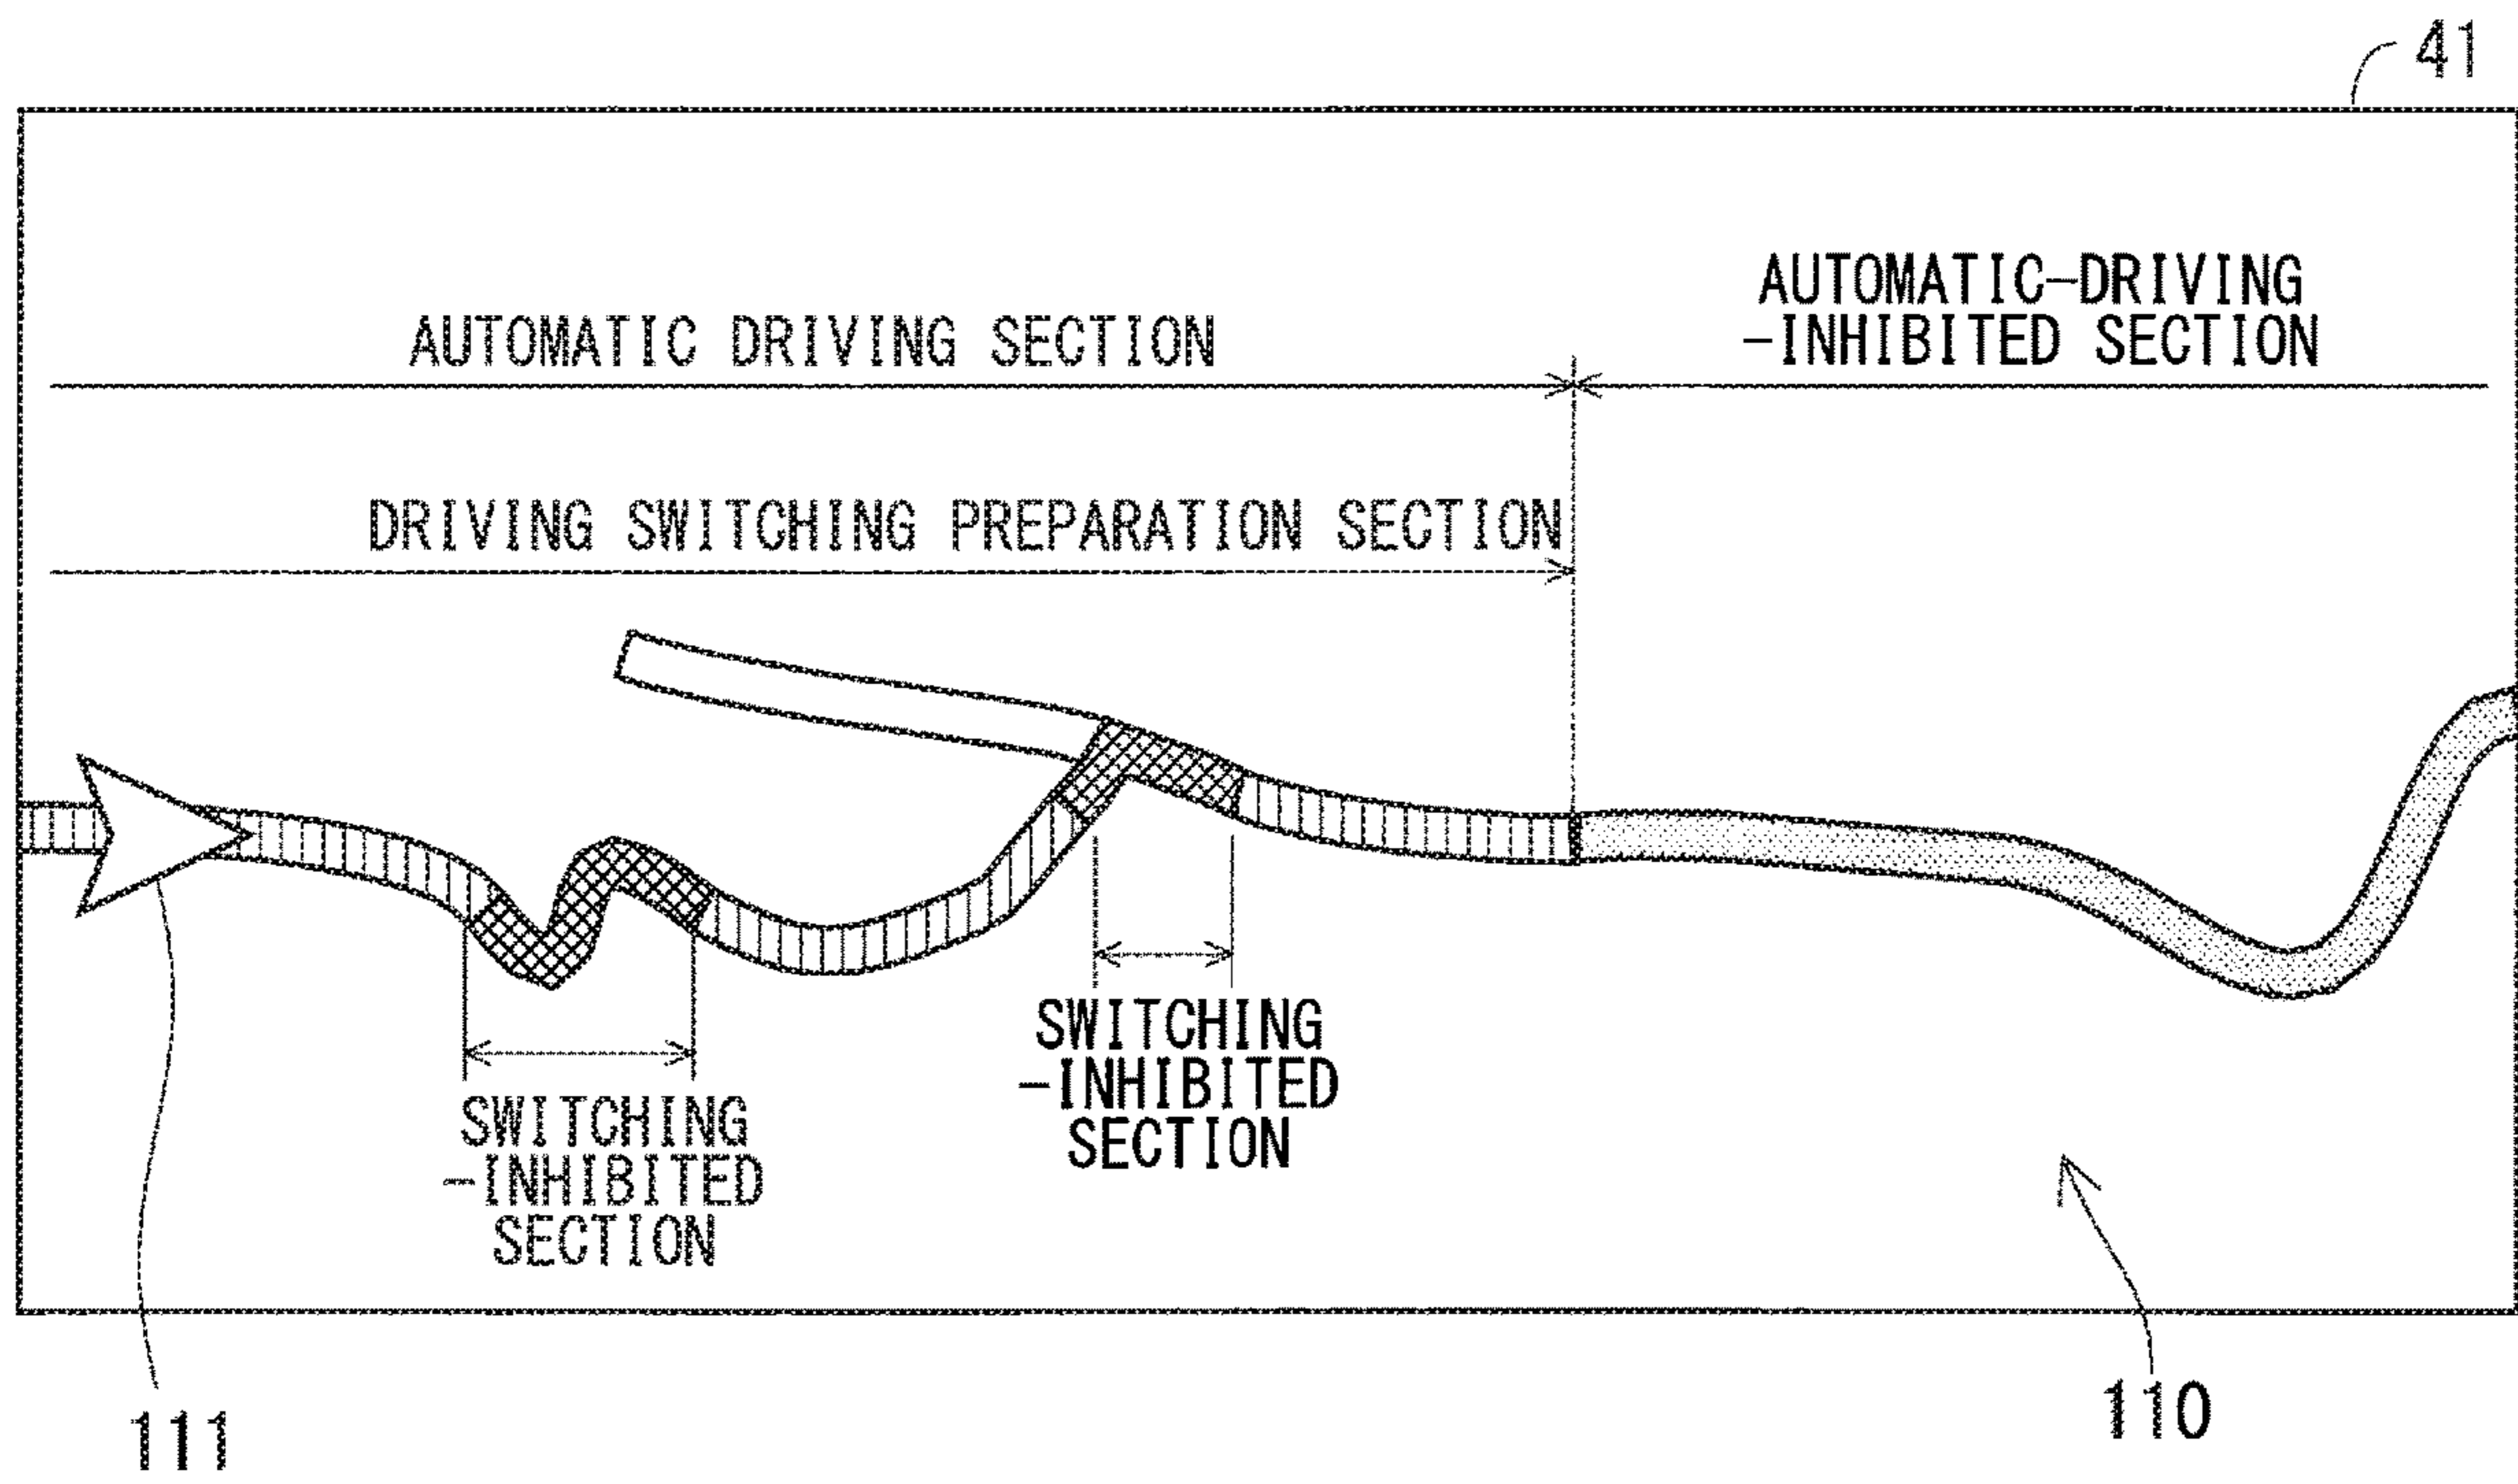 41
AUTOMATIC DRIVING SECTION
AUTOMATIC-DRIVING
-INHIBITED SECTION
DRIVING SWITCHING PREPARATION SECTION
SWITCHING
-INHIBITED
SECTION
SWITCHING
-INHIBITED
SECTION
111
110